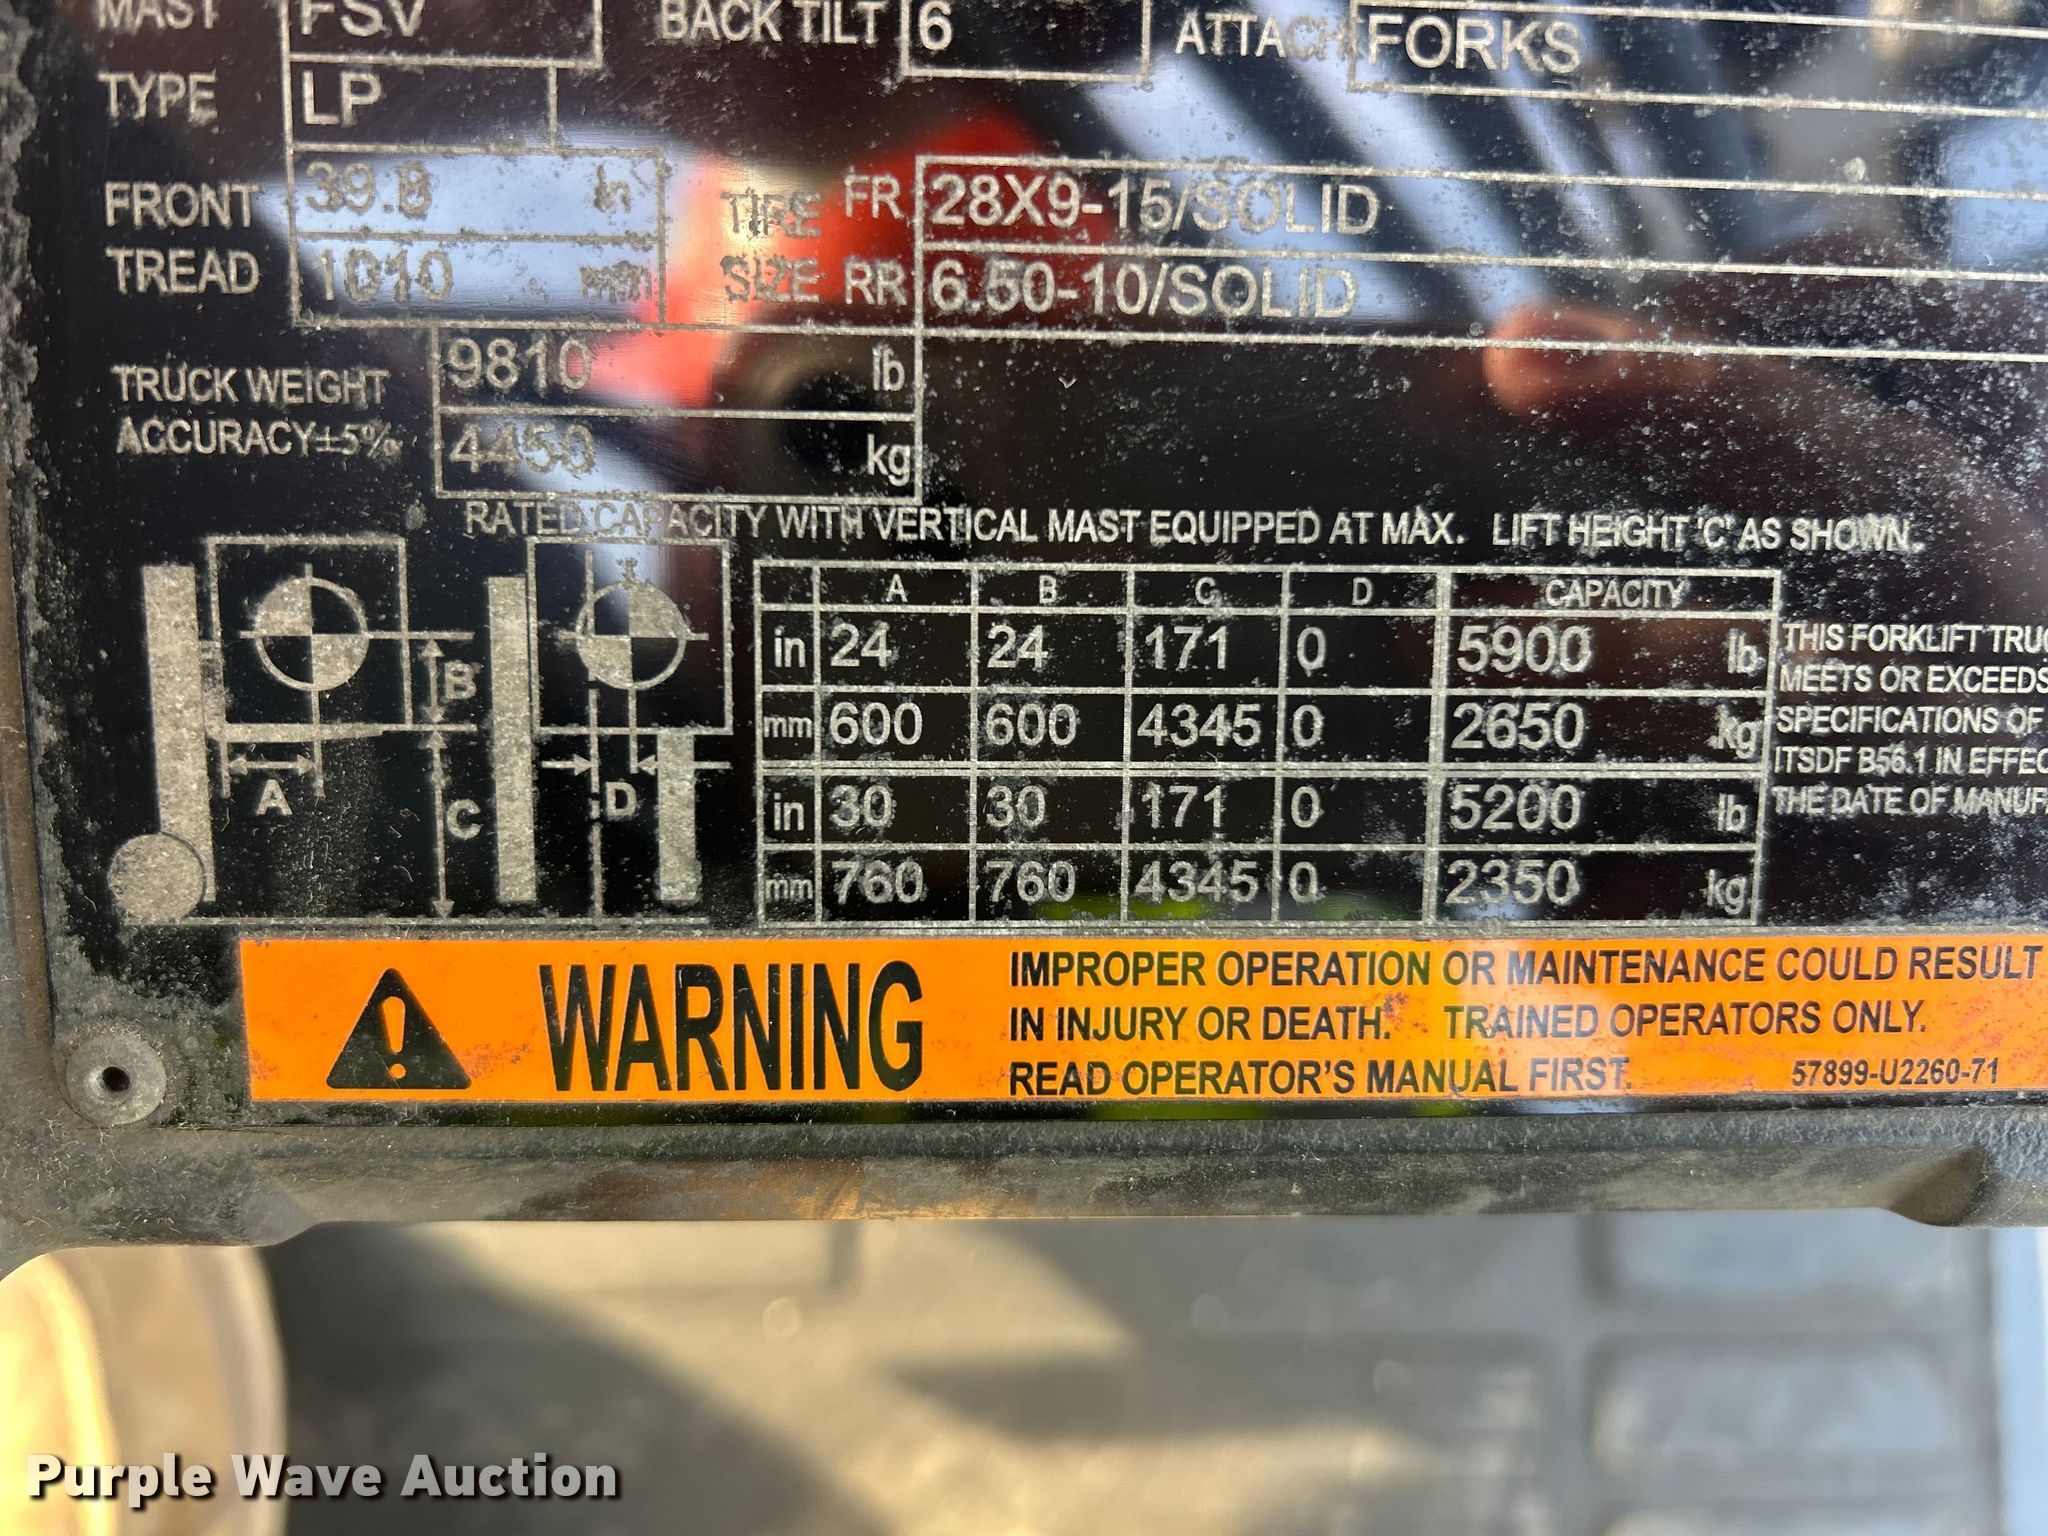 MAST FSV BACK TILT 6 ATTACH FORKS
TYPE LP
FRONT TREAD 39.8 in
1010 mm
TIRE SIZE FR 28X9-15/SOLID
RR 6.50-10/SOLID
TRUCK WEIGHT 9810 lb
ACCURACY±5% 4450 kg
RATED CAPACITY WITH VERTICAL MAST EQUIPPED AT MAX. LIFT HEIGHT 'C' AS SHOWN.
A B C D
A B C D CAPACITY
in 24 24 171 0 5900 lb
mm 600 600 4345 0 2650 kg
in 30 30 171 0 5200 lb
mm 760 760 4345 0 2350 kg
THIS FORKLIFT TRUC
MEETS OR EXCEEDS
SPECIFICATIONS OF
ITSDF B56.1 IN EFFEC
THE DATE OF MANUF
WARNING
IMPROPER OPERATION OR MAINTENANCE COULD RESULT
IN INJURY OR DEATH. TRAINED OPERATORS ONLY.
READ OPERATOR'S MANUAL FIRST. 57899-U2260-71
Purple Wave Auction